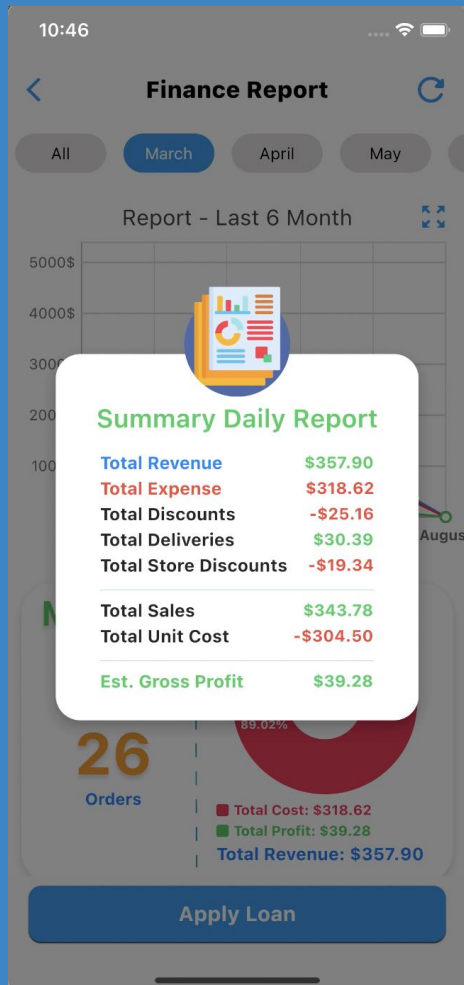 10:46
Finance Report
All March April May
Report - Last 6 Month
5000$
4000$
Summary Daily Report
Total Revenue $357.90
Total Expense $318.62
Total Discounts -$25.16
Total Deliveries $30.39
Total Store Discounts -$19.34
Total Sales $343.78
Total Unit Cost -$304.50
Est. Gross Profit $39.28
89.02%
26
Orders
Total Cost: $318.62
Total Profit: $39.28
Total Revenue: $357.90
Apply Loan